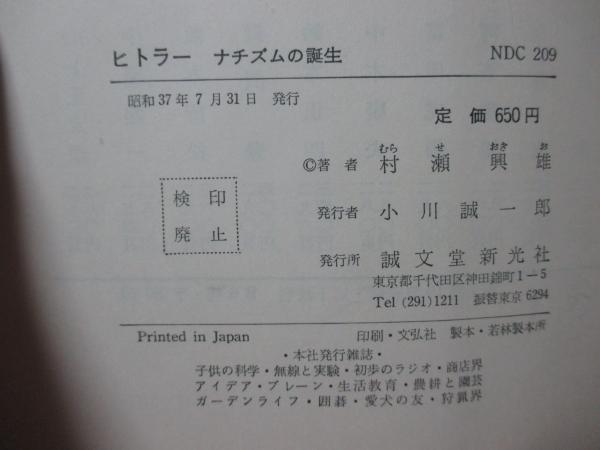 ヒトラー ナチズムの誕生 NDC 209
昭和37年7月31日 発行
定価 650円
むら せ おき お
©著者 村瀬興雄
検印
廃止
発行者 小川誠一郎
発行所 誠文堂新光社
東京都千代田区神田錦町1−5
Tel (291)1211 振替東京 6294
Printed in Japan 印刷・文弘社 製本・若林製本所
・本社発行雑誌・
子供の科学・無線と実験・初歩のラジオ・商店界
アイデア・ブレーン・生活教育・農耕と園芸
ガーデンライフ・囲碁・愛犬の友・狩猟界